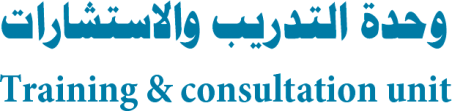 وحدة التدريب والاستشارات
Training & consultation unit